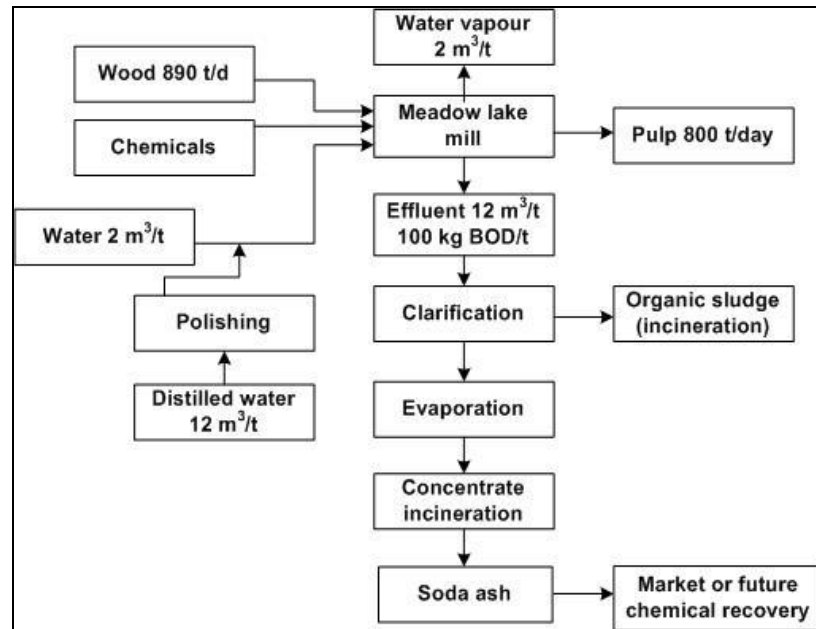 Water vapour
2 m³/t
Wood 890 t/d
Meadow lake
mill
Pulp 800 t/day
Chemicals
Effluent 12 m³/t
100 kg BOD/t
Water 2 m³/t
Polishing
Clarification
Organic sludge
(incineration)
Distilled water
12 m³/t
Evaporation
Concentrate
incineration
Soda ash
Market or future
chemical recovery